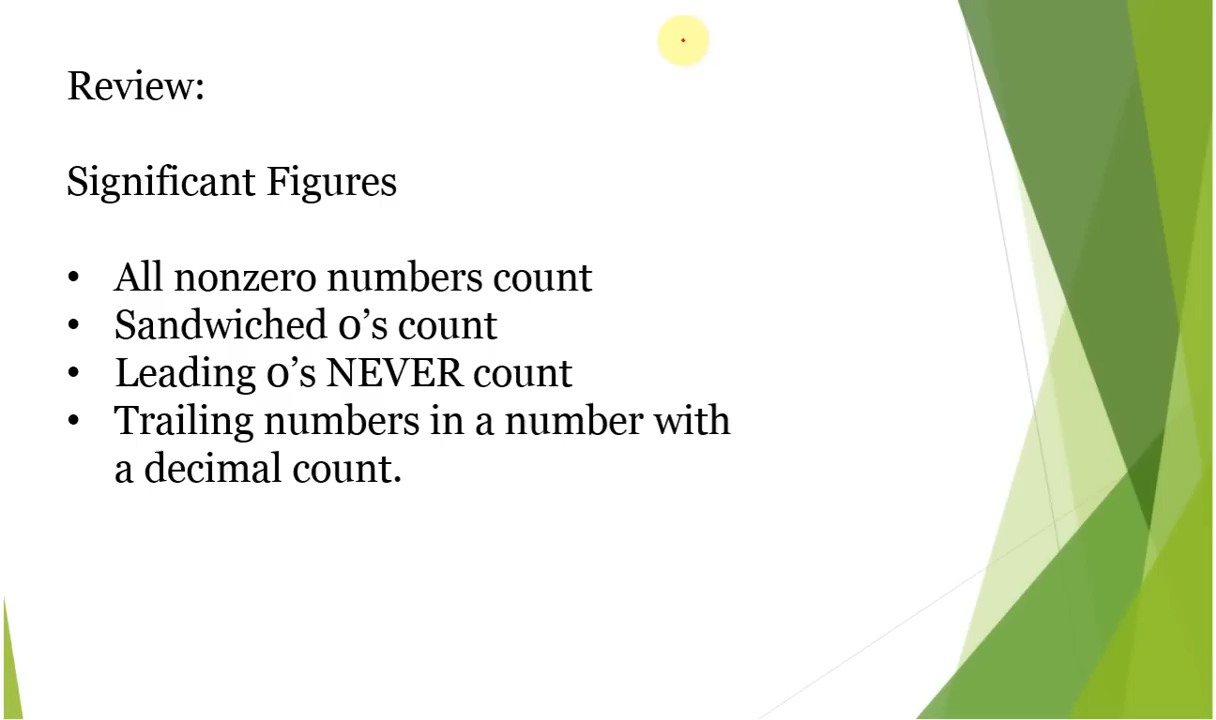 Review:
Significant Figures
• All nonzero numbers count
• Sandwiched 0’s count
• Leading 0’s NEVER count
• Trailing numbers in a number with
a decimal count.